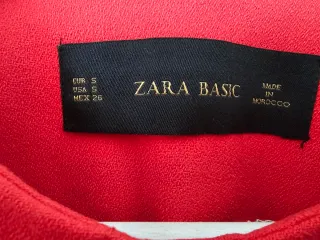 EUR S
USA S
MEX 26
ZARA BASIC
MADE
IN
MOROCCO